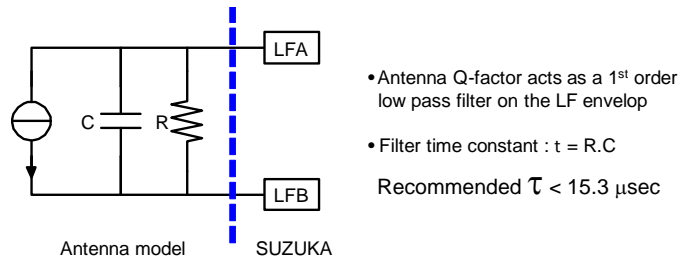 LFA
C
R
LFB
Antenna model
SUZUKA
•Antenna Q-factor acts as a 1st order
low pass filter on the LF envelop
•Filter time constant : t = R.C
Recommended τ < 15.3 μsec